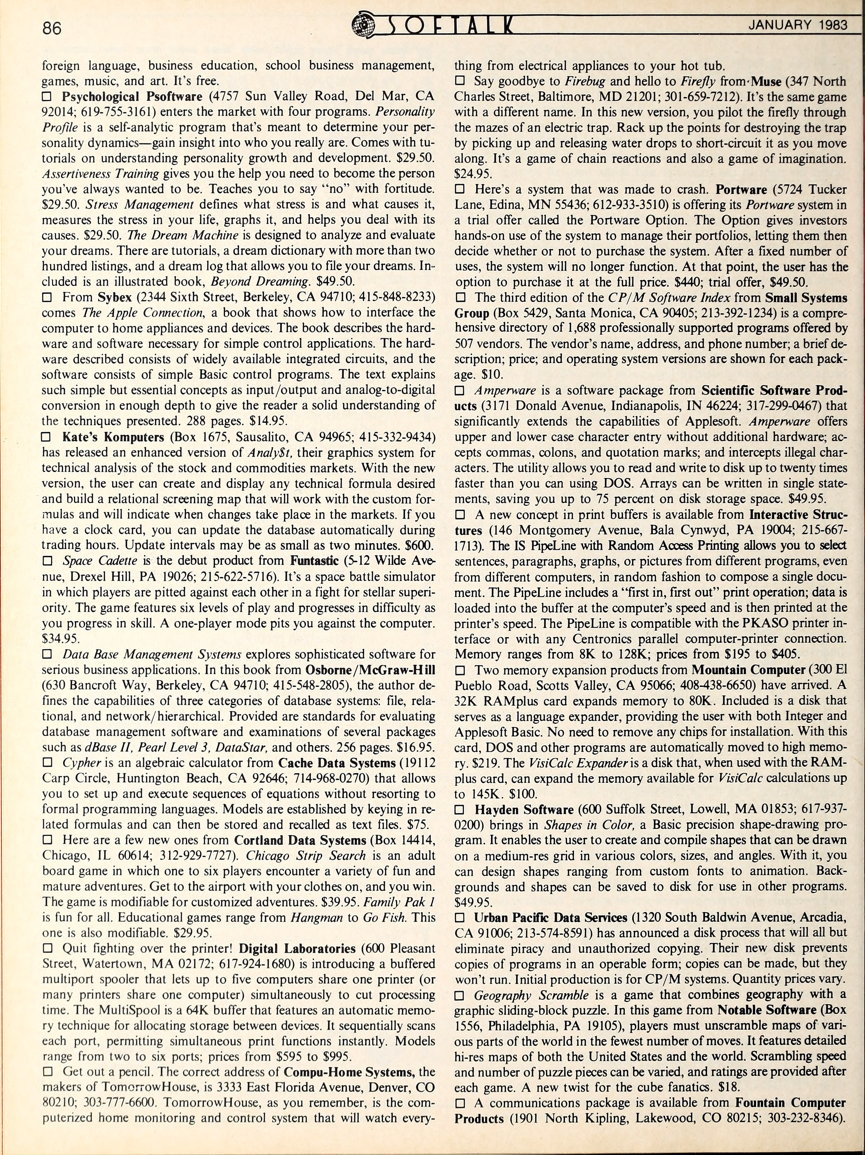 86
SOFTALK
JANUARY 1983
foreign language, business education, school business management,
games, music, and art. It's free.
☐ Psychological Psoftware (4757 Sun Valley Road, Del Mar, CA
92014; 619-755-3161) enters the market with four programs. Personality
Profile is a self-analytic program that's meant to determine your per-
sonality dynamics—gain insight into who you really are. Comes with tu-
torials on understanding personality growth and development. $29.50.
Assertiveness Training gives you the help you need to become the person
you've always wanted to be. Teaches you to say "no" with fortitude.
$29.50. Stress Management defines what stress is and what causes it,
measures the stress in your life, graphs it, and helps you deal with its
causes. $29.50. The Dream Machine is designed to analyze and evaluate
your dreams. There are tutorials, a dream dictionary with more than two
hundred listings, and a dream log that allows you to file your dreams. In-
cluded is an illustrated book, Beyond Dreaming. $49.50.
☐ From Sybex (2344 Sixth Street, Berkeley, CA 94710; 415-848-8233)
comes The Apple Connection, a book that shows how to interface the
computer to home appliances and devices. The book describes the hard-
ware and software necessary for simple control applications. The hard-
ware described consists of widely available integrated circuits, and the
software consists of simple Basic control programs. The text explains
such simple but essential concepts as input/output and analog-to-digital
conversion in enough depth to give the reader a solid understanding of
the techniques presented. 288 pages. $14.95.
☐ Kate's Komputers (Box 1675, Sausalito, CA 94965; 415-332-9434)
has released an enhanced version of Analy$t, their graphics system for
technical analysis of the stock and commodities markets. With the new
version, the user can create and display any technical formula desired
and build a relational screening map that will work with the custom for-
mulas and will indicate when changes take place in the markets. If you
have a clock card, you can update the database automatically during
trading hours. Update intervals may be as small as two minutes. $600.
☐ Space Cadette is the debut product from Funtastic (5-12 Wilde Ave-
nue, Drexel Hill, PA 19026; 215-622-5716). It's a space battle simulator
in which players are pitted against each other in a fight for stellar superi-
ority. The game features six levels of play and progresses in difficulty as
you progress in skill. A one-player mode pits you against the computer.
$34.95.
☐ Data Base Management Systems explores sophisticated software for
serious business applications. In this book from Osborne/McGraw-Hill
(630 Bancroft Way, Berkeley, CA 94710; 415-548-2805), the author de-
fines the capabilities of three categories of database systems: file, rela-
tional, and network/hierarchical. Provided are standards for evaluating
database management software and examinations of several packages
such as dBase II, Pearl Level 3, DataStar, and others. 256 pages. $16.95.
☐ Cypher is an algebraic calculator from Cache Data Systems (19112
Carp Circle, Huntington Beach, CA 92646; 714-968-0270) that allows
you to set up and execute sequences of equations without resorting to
formal programming languages. Models are established by keying in re-
lated formulas and can then be stored and recalled as text files. $75.
☐ Here are a few new ones from Cortland Data Systems (Box 14414,
Chicago, IL 60614; 312-929-7727). Chicago Strip Search is an adult
board game in which one to six players encounter a variety of fun and
mature adventures. Get to the airport with your clothes on, and you win.
The game is modifiable for customized adventures. $39.95. Family Pak I
is fun for all. Educational games range from Hangman to Go Fish. This
one is also modifiable. $29.95.
☐ Quit fighting over the printer! Digital Laboratories (600 Pleasant
Street, Watertown, MA 02172; 617-924-1680) is introducing a buffered
multiport spooler that lets up to five computers share one printer (or
many printers share one computer) simultaneously to cut processing
time. The MultiSpool is a 64K buffer that features an automatic memo-
ry technique for allocating storage between devices. It sequentially scans
each port, permitting simultaneous print functions instantly. Models
range from two to six ports; prices from $595 to $995.
☐ Get out a pencil. The correct address of Compu-Home Systems, the
makers of TomorrowHouse, is 3333 East Florida Avenue, Denver, CO
80210; 303-777-6600. TomorrowHouse, as you remember, is the com-
puterized home monitoring and control system that will watch every-
thing from electrical appliances to your hot tub.
☐ Say goodbye to Firebug and hello to Firefly from Muse (347 North
Charles Street, Baltimore, MD 21201; 301-659-7212). It's the same game
with a different name. In this new version, you pilot the firefly through
the mazes of an electric trap. Rack up the points for destroying the trap
by picking up and releasing water drops to short-circuit it as you move
along. It's a game of chain reactions and also a game of imagination.
$24.95.
☐ Here's a system that was made to crash. Portware (5724 Tucker
Lane, Edina, MN 55436; 612-933-3510) is offering its Portware system in
a trial offer called the Portware Option. The Option gives investors
hands-on use of the system to manage their portfolios, letting them then
decide whether or not to purchase the system. After a fixed number of
uses, the system will no longer function. At that point, the user has the
option to purchase it at the full price. $440; trial offer, $49.50.
☐ The third edition of the CP/M Software Index from Small Systems
Group (Box 5429, Santa Monica, CA 90405; 213-392-1234) is a compre-
hensive directory of 1,688 professionally supported programs offered by
507 vendors. The vendor's name, address, and phone number; a brief de-
scription; price; and operating system versions are shown for each pack-
age. $10.
☐ Amperware is a software package from Scientific Software Prod-
ucts (3171 Donald Avenue, Indianapolis, IN 46224; 317-299-0467) that
significantly extends the capabilities of Applesoft. Amperware offers
upper and lower case character entry without additional hardware; ac-
cepts commas, colons, and quotation marks; and intercepts illegal char-
acters. The utility allows you to read and write to disk up to twenty times
faster than you can using DOS. Arrays can be written in single state-
ments, saving you up to 75 percent on disk storage space. $49.95.
☐ A new concept in print buffers is available from Interactive Struc-
tures (146 Montgomery Avenue, Bala Cynwyd, PA 19004; 215-667-
1713). The IS PipeLine with Random Access Printing allows you to select
sentences, paragraphs, graphs, or pictures from different programs, even
from different computers, in random fashion to compose a single docu-
ment. The PipeLine includes a "first in, first out" print operation; data is
loaded into the buffer at the computer's speed and is then printed at the
printer's speed. The PipeLine is compatible with the PKASO printer in-
terface or with any Centronics parallel computer-printer connection.
Memory ranges from 8K to 128K; prices from $195 to $405.
☐ Two memory expansion products from Mountain Computer (300 El
Pueblo Road, Scotts Valley, CA 95066; 408-438-6650) have arrived. A
32K RAMplus card expands memory to 80K. Included is a disk that
serves as a language expander, providing the user with both Integer and
Applesoft Basic. No need to remove any chips for installation. With this
card, DOS and other programs are automatically moved to high memo-
ry. $219. The VisiCalc Expander is a disk that, when used with the RAM-
plus card, can expand the memory available for VisiCalc calculations up
to 145K. $100.
☐ Hayden Software (600 Suffolk Street, Lowell, MA 01853; 617-937-
0200) brings in Shapes in Color, a Basic precision shape-drawing pro-
gram. It enables the user to create and compile shapes that can be drawn
on a medium-res grid in various colors, sizes, and angles. With it, you
can design shapes ranging from custom fonts to animation. Back-
grounds and shapes can be saved to disk for use in other programs.
$49.95.
☐ Urban Pacific Data Services (1320 South Baldwin Avenue, Arcadia,
CA 91006; 213-574-8591) has announced a disk process that will all but
eliminate piracy and unauthorized copying. Their new disk prevents
copies of programs in an operable form; copies can be made, but they
won't run. Initial production is for CP/M systems. Quantity prices vary.
☐ Geography Scramble is a game that combines geography with a
graphic sliding-block puzzle. In this game from Notable Software (Box
1556, Philadelphia, PA 19105), players must unscramble maps of vari-
ous parts of the world in the fewest number of moves. It features detailed
hi-res maps of both the United States and the world. Scrambling speed
and number of puzzle pieces can be varied, and ratings are provided after
each game. A new twist for the cube fanatics. $18.
☐ A communications package is available from Fountain Computer
Products (1901 North Kipling, Lakewood, CO 80215; 303-232-8346).